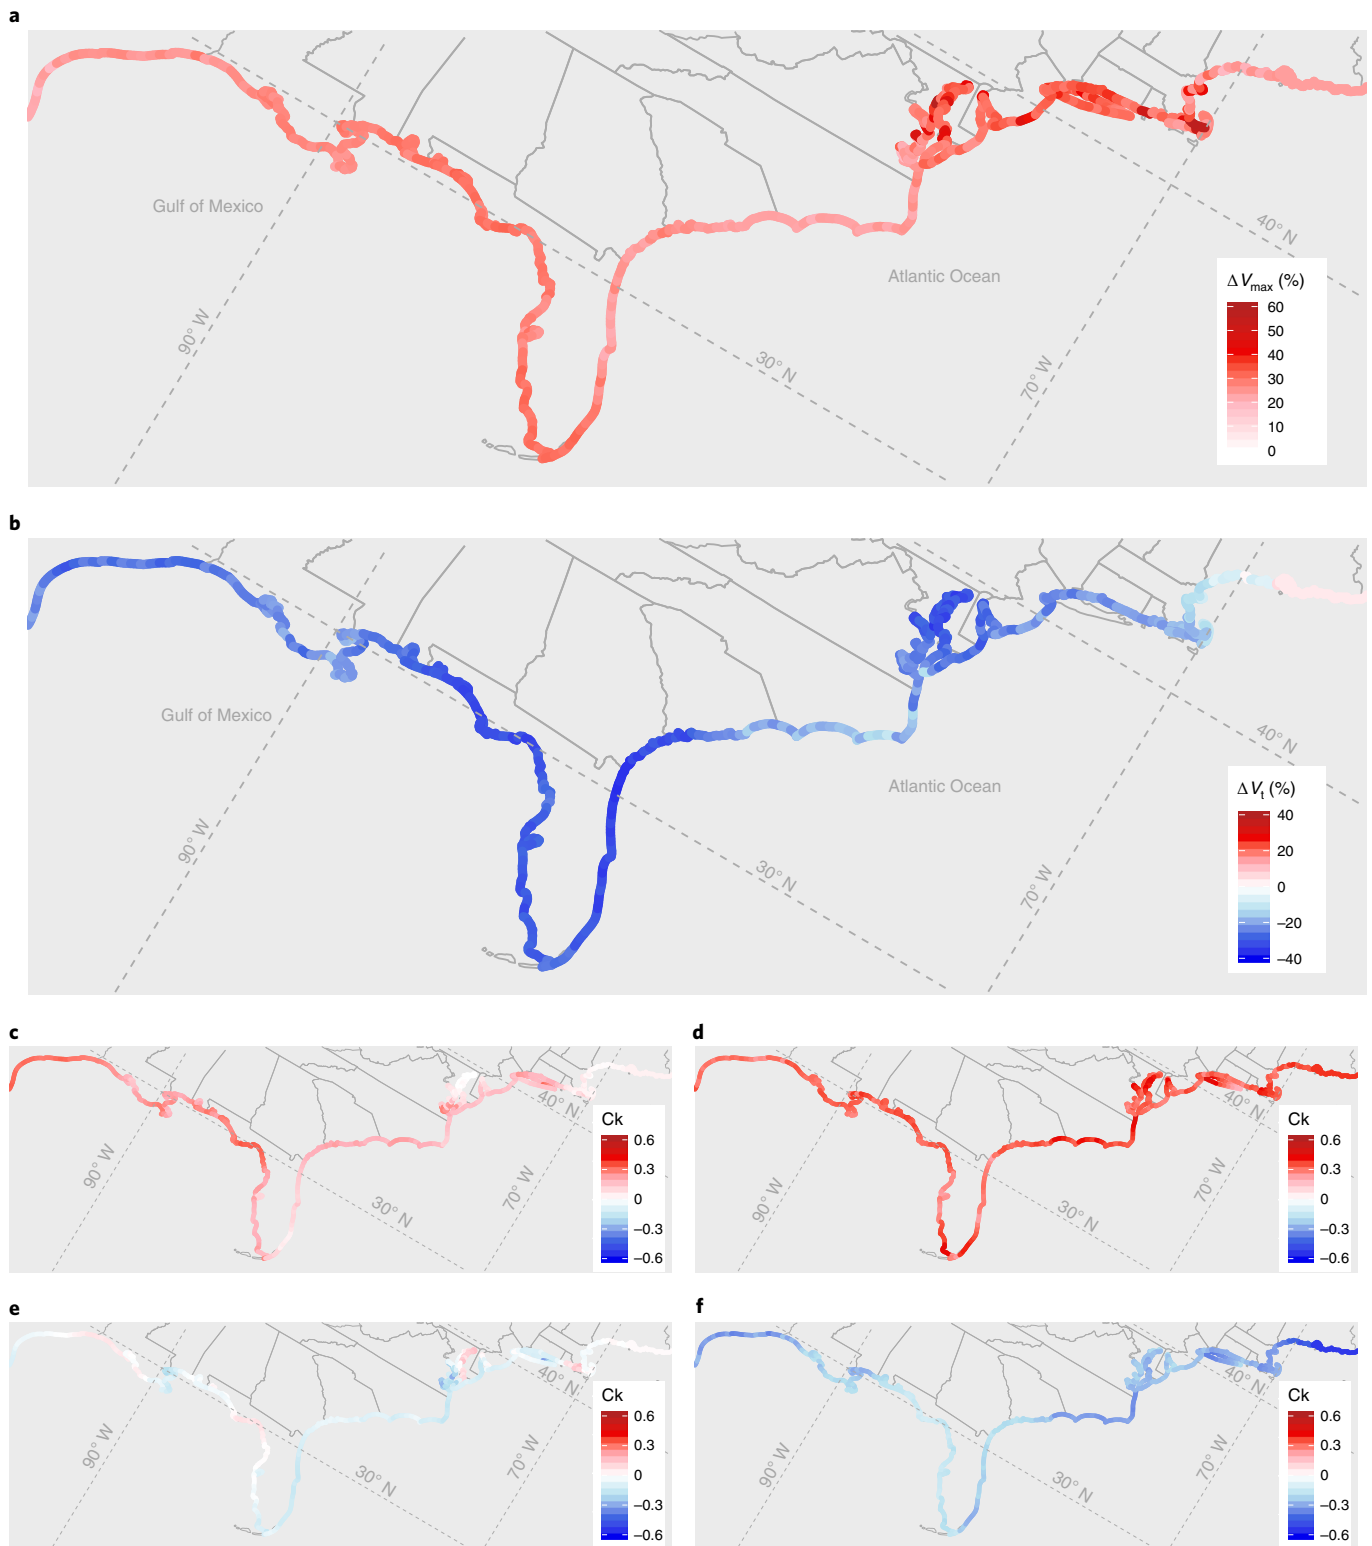 a
Gulf of Mexico
Atlantic Ocean
90° W
30° N
70° W
40° N
Δ Vmax (%)
60
50
40
30
20
10
0
b
Gulf of Mexico
Atlantic Ocean
90° W
30° N
70° W
40° N
Δ Vt (%)
40
20
0
−20
−40
c
90° W
30° N
70° W
40° N
Ck
0.6
0.3
0
−0.3
−0.6
d
90° W
30° N
70° W
40° N
Ck
0.6
0.3
0
−0.3
−0.6
e
90° W
30° N
70° W
40° N
Ck
0.6
0.3
0
−0.3
−0.6
f
90° W
30° N
70° W
40° N
Ck
0.6
0.3
0
−0.3
−0.6